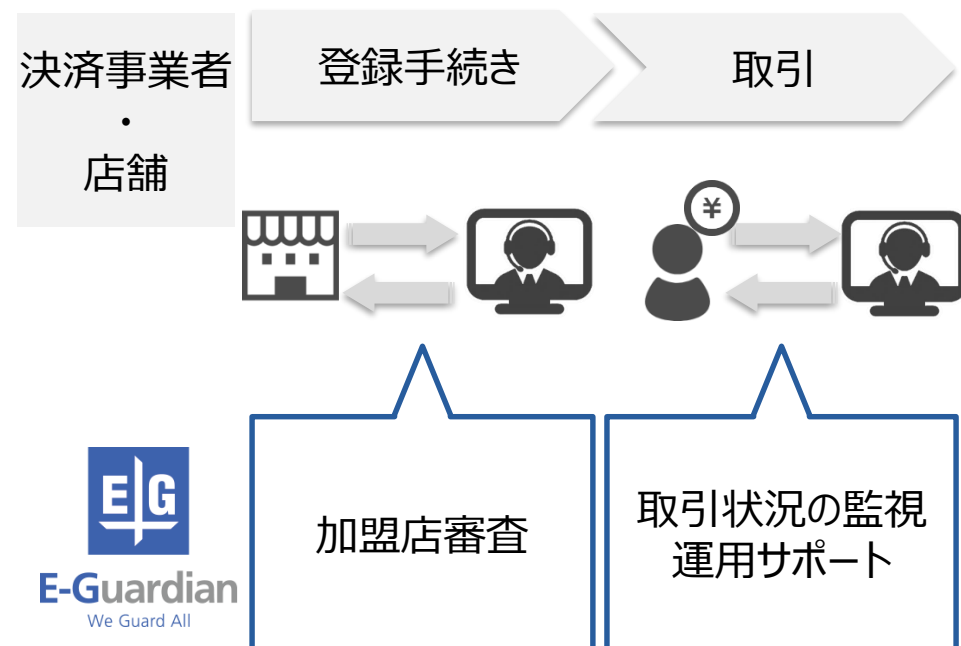 決済事業者
・
店舗
登録手続き
取引
¥
EG
E-Guardian
We Guard All
加盟店審査
取引状況の監視
運用サポート